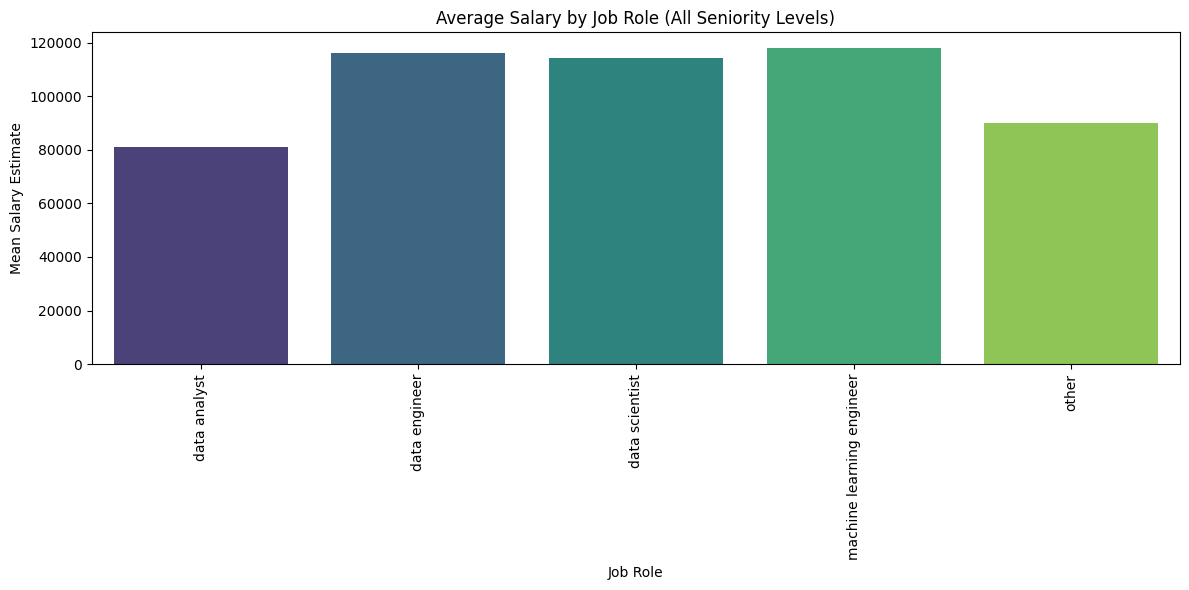 Average Salary by Job Role (All Seniority Levels)
Mean Salary Estimate
120000
100000
80000
60000
40000
20000
0
data analyst
data engineer
data scientist
machine learning engineer
other
Job Role